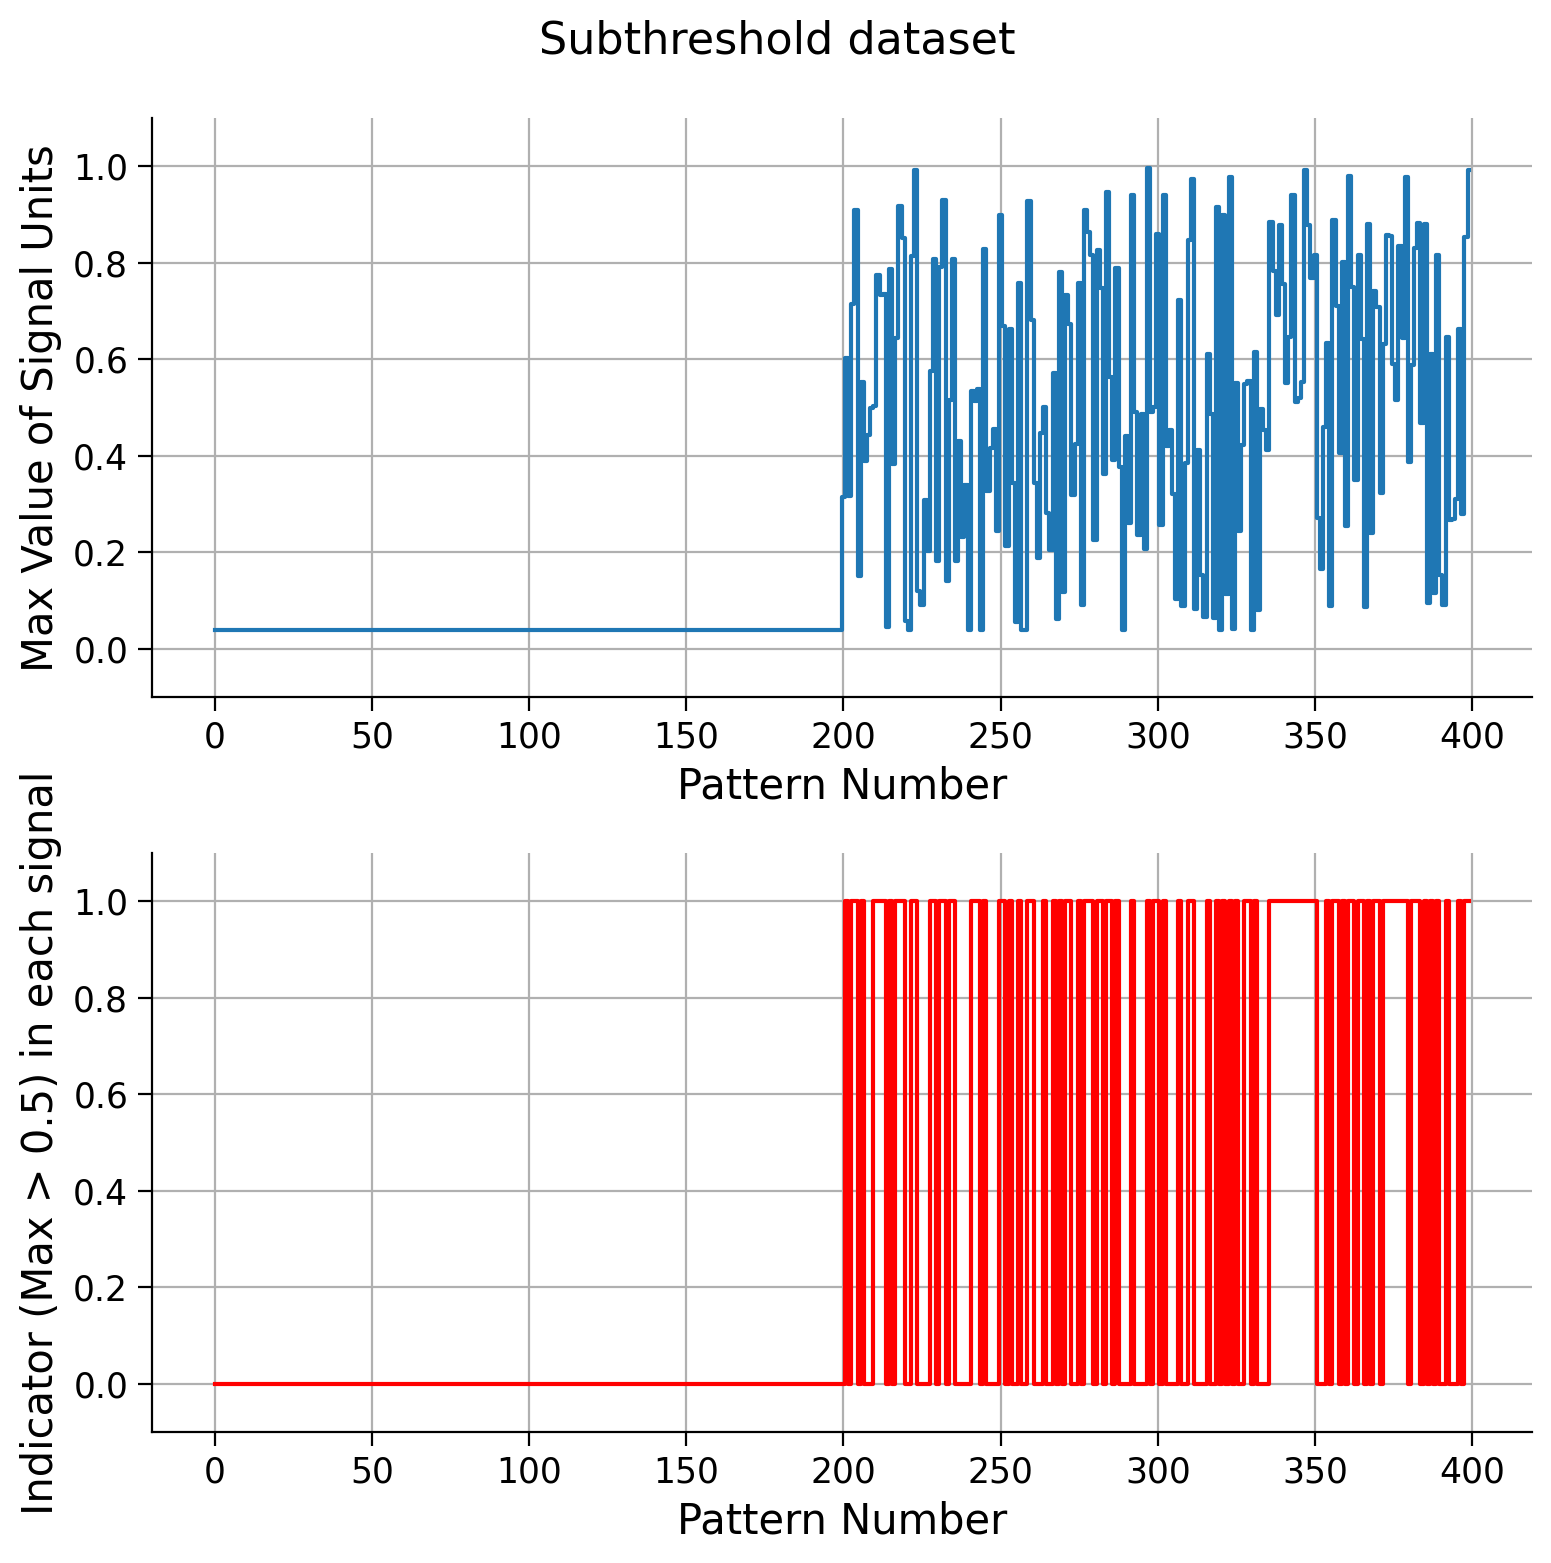 Subthreshold dataset
Max Value of Signal Units
1.0
0.8
0.6
0.4
0.2
0.0
0 50 100 150 200 250 300 350 400
Pattern Number
Indicator (Max > 0.5) in each signal
1.0
0.8
0.6
0.4
0.2
0.0
0 50 100 150 200 250 300 350 400
Pattern Number